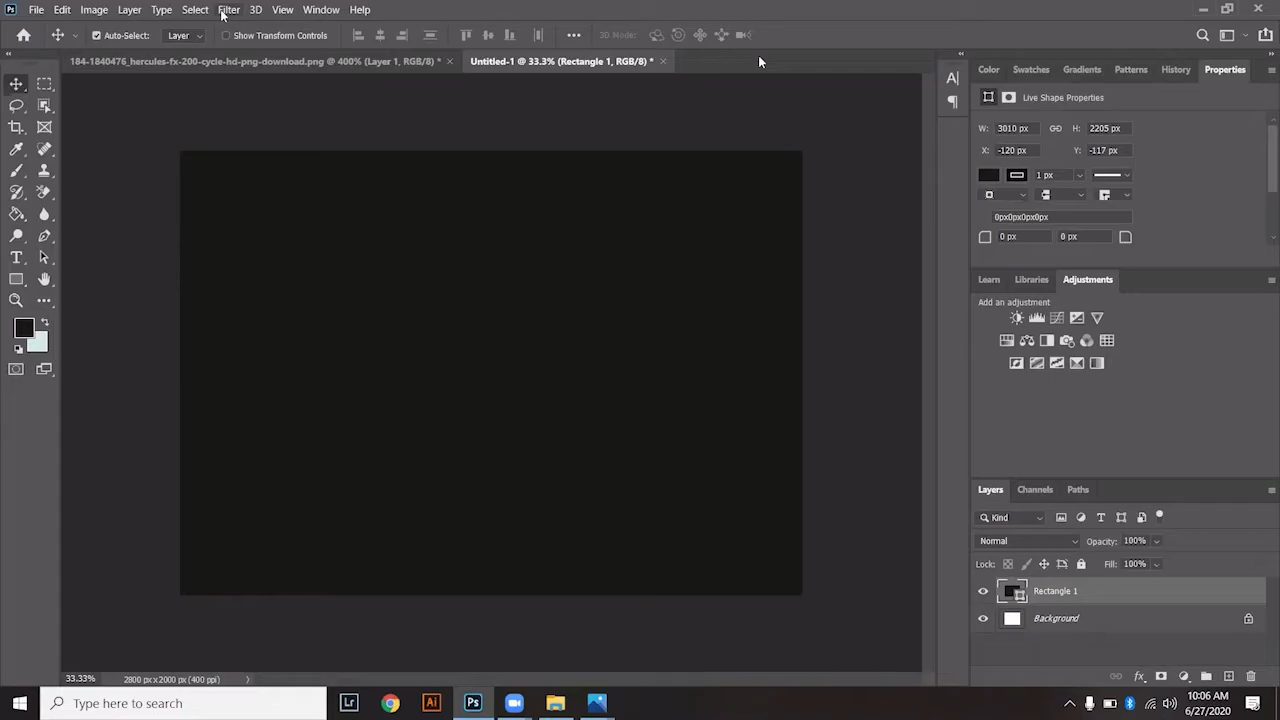 Ps File Edit Image Layer Type Select Filter 3D View Window Help
Auto-Select: Layer Show Transform Controls 3D Mode:
184-1840476_hercules-fx-200-cycle-hd-png-download.png @ 400% (Layer 1, RGB/8) * × Untitled-1 @ 33.3% (Rectangle 1, RGB/8) * ×
Color Swatches Gradients Patterns History Properties
Live Shape Properties
W: 3010 px H: 2205 px
X: -120 px Y: -117 px
1 px
0px0px0px0px
0 px 0 px
Learn Libraries Adjustments
Add an adjustment
Layers Channels Paths
Kind
Normal Opacity: 100%
Lock: Fill: 100%
Rectangle 1
Background
33.33% 2800 px x 2000 px (400 ppi)
Type here to search
Lr Ai Ps
10:06 AM
6/27/2020